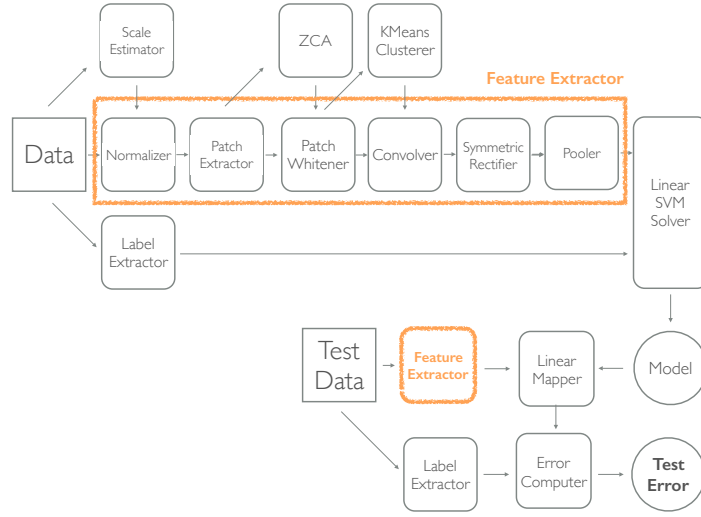 Scale
Estimator
ZCA
KMeans
Clusterer
Feature Extractor
Data
Normalizer
Patch
Extractor
Patch
Whitener
Convolver
Symmetric
Rectifier
Pooler
Linear
SVM
Solver
Label
Extractor
Test
Data
Feature
Extractor
Linear
Mapper
Model
Label
Extractor
Error
Computer
Test
Error